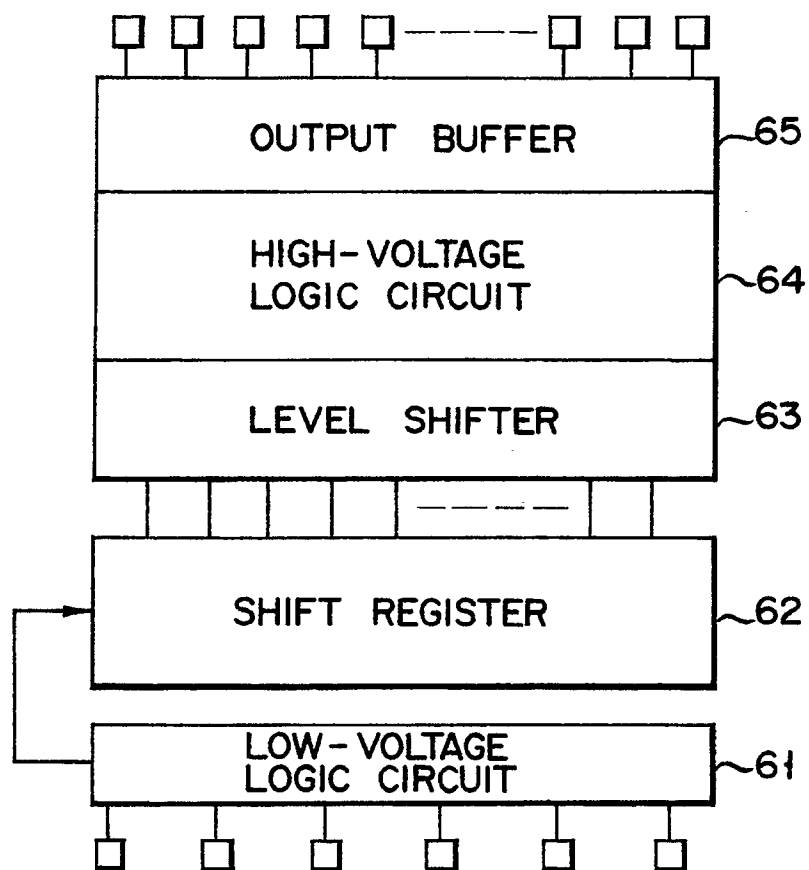 OUTPUT BUFFER 65
HIGH-VOLTAGE
LOGIC CIRCUIT 64
LEVEL SHIFTER 63
SHIFT REGISTER 62
LOW-VOLTAGE
LOGIC CIRCUIT 61